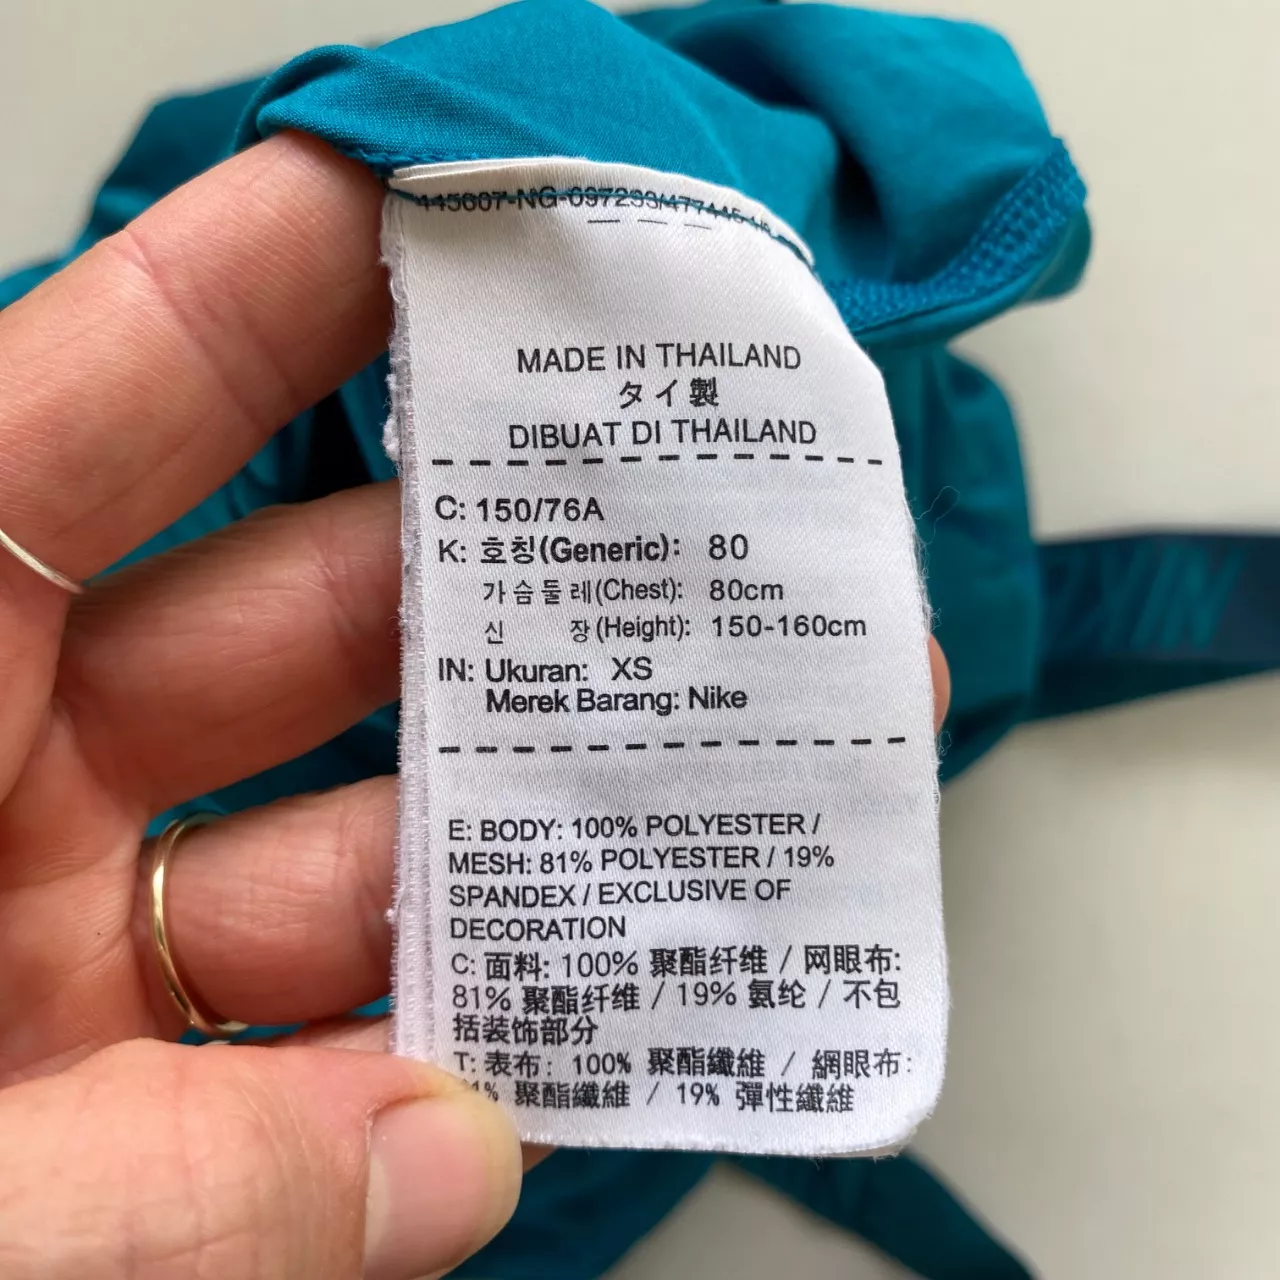 MADE IN THAILAND
タイ製
DIBUAT DI THAILAND
C: 150/76A
K: 호칭(Generic): 80
가슴둘레(Chest): 80cm
신 장(Height): 150-160cm
IN: Ukuran: XS
Merek Barang: Nike
E: BODY: 100% POLYESTER /
MESH: 81% POLYESTER / 19%
SPANDEX / EXCLUSIVE OF
DECORATION
C: 面料: 100% 聚酯纤维 / 网眼布:
81% 聚酯纤维 / 19% 氨纶 / 不包
括装饰部分
T: 表布: 100% 聚酯纖維 / 網眼布:
聚酯纖維 / 19% 彈性纖維
NIKE